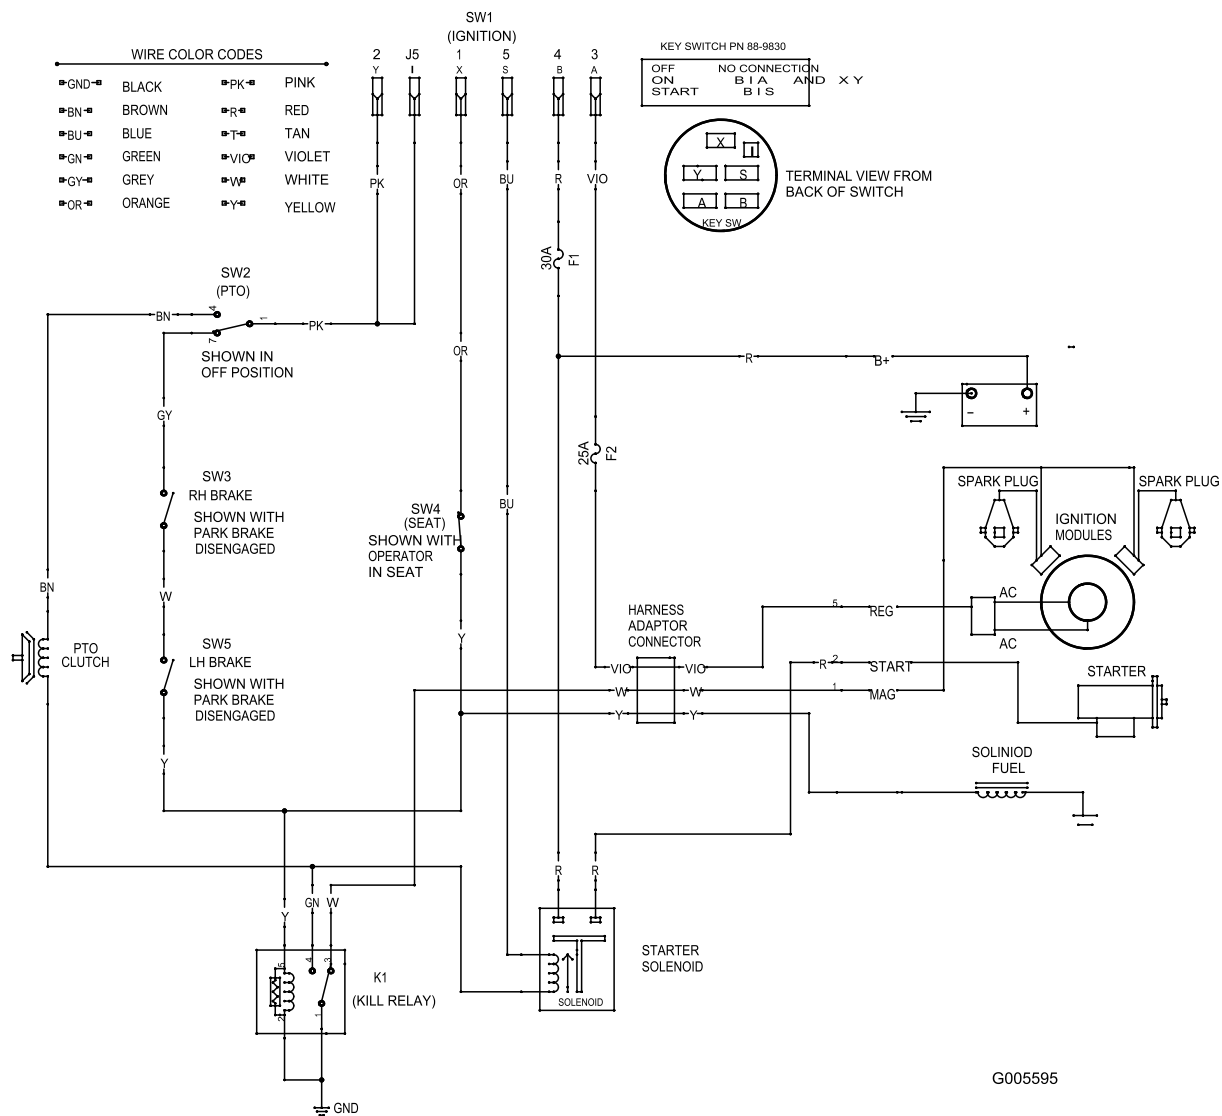 SW1
(IGNITION)
WIRE COLOR CODES
GND BLACK PK PINK
BN BROWN R RED
BU BLUE T TAN
GN GREEN VIO VIOLET
GY GREY W WHITE
OR ORANGE Y YELLOW
2 J5 1 5 4 3
Y I X S B A
KEY SWITCH PN 88-9830
OFF NO CONNECTION
ON B I A AND X Y
START B I S
X
I
Y S
A B
KEY SW
TERMINAL VIEW FROM
BACK OF SWITCH
PK OR BU R VIO
30A F1
SW2
(PTO)
BN 4
7 1 PK
SHOWN IN
OFF POSITION
OR
R B+
- +
GY
25A F2
SW3
RH BRAKE
SHOWN WITH
PARK BRAKE
DISENGAGED
SW4
(SEAT)
SHOWN WITH
OPERATOR
IN SEAT
BU
SPARK PLUG SPARK PLUG
IGNITION
MODULES
BN
W
HARNESS
ADAPTOR
CONNECTOR
5 REG
AC
AC
PTO
CLUTCH
SW5
LH BRAKE
SHOWN WITH
PARK BRAKE
DISENGAGED
Y
VIO VIO
R 2 START
W W 1 MAG
Y Y
STARTER
Y
SOLINIOD
FUEL
R R
Y GN W
5 4 3
2 1
K1
(KILL RELAY)
STARTER
SOLENOID
SOLENOID
GND
G005595